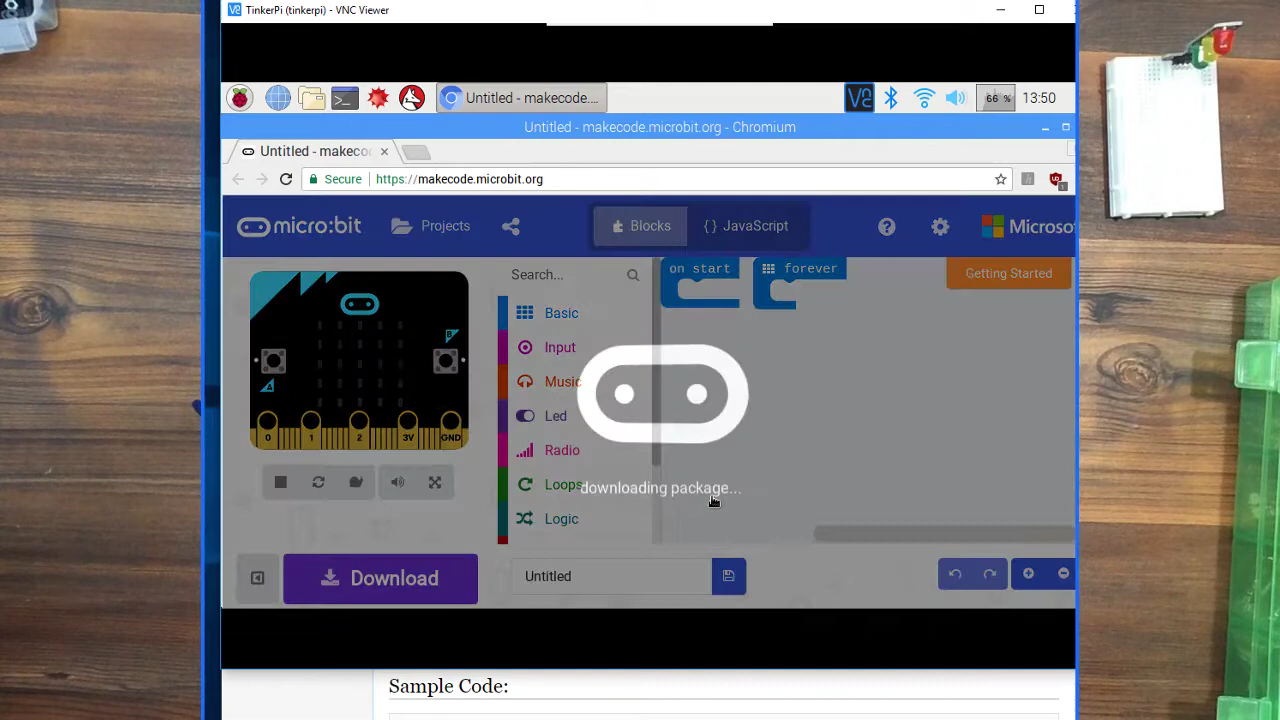 TinkerPi (tinkerpi) - VNC Viewer
Untitled - makecode....
66 %
13:50
Untitled - makecode.microbit.org - Chromium
Untitled - makeco
Secure
https://makecode.microbit.org
1
micro:bit
Projects
Blocks
{} JavaScript
?
Microso
Search...
on start
forever
Getting Started
Basic
Input
Music
Led
Radio
Loops
Logic
B
A
0 1 2 3V GND
downloading package...
Download
Untitled
Sample Code: